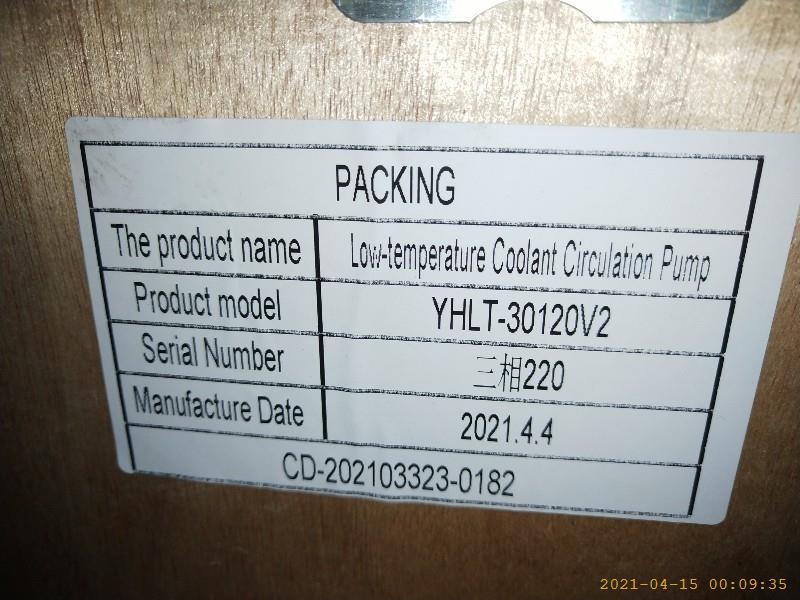 PACKING
The product name Low-temperature Coolant Circulation Pump
Product model YHLT-30120V2
Serial Number 三相220
Manufacture Date 2021.4.4
CD-202103323-0182
2021-04-15 00:09:35